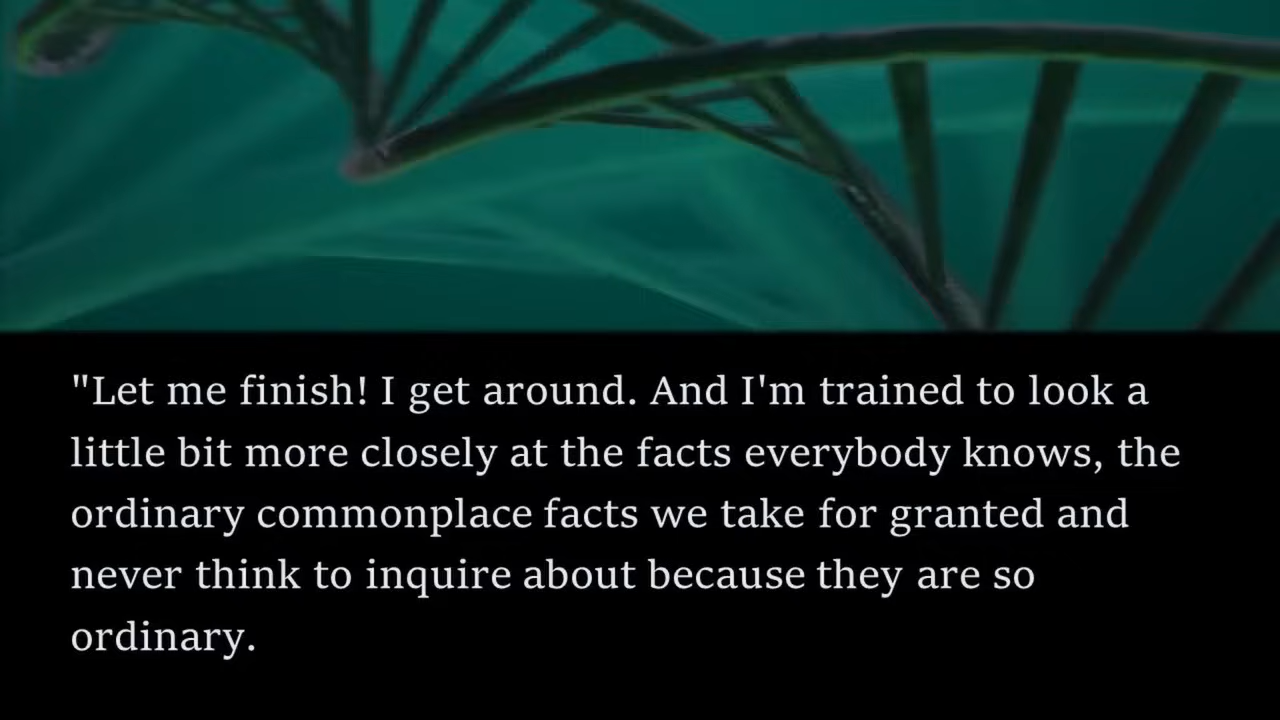 "Let me finish! I get around. And I'm trained to look a
little bit more closely at the facts everybody knows, the
ordinary commonplace facts we take for granted and
never think to inquire about because they are so
ordinary.